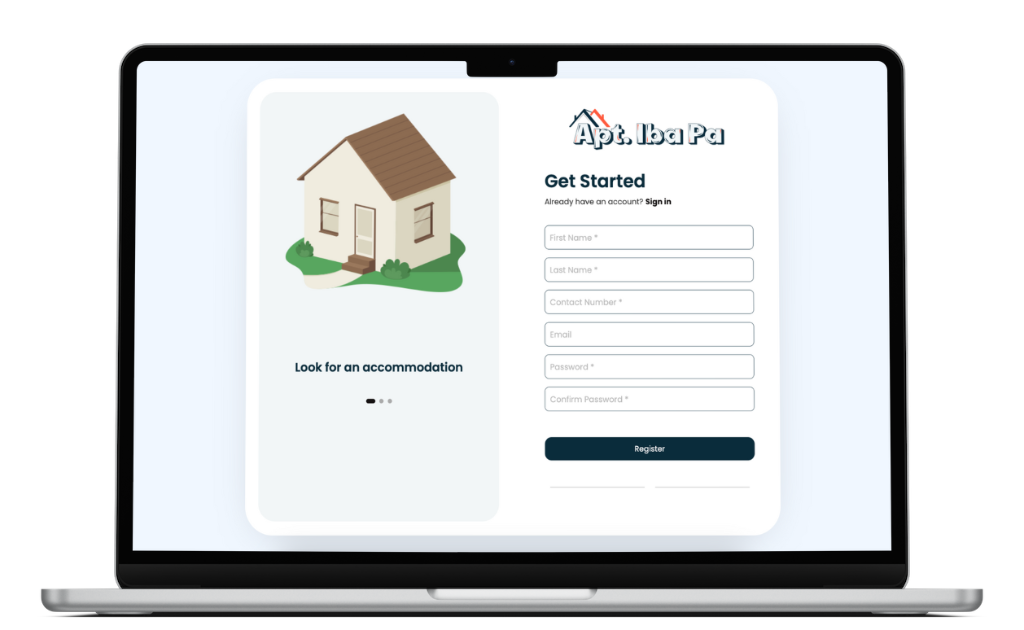 Apt. Iba Pa
Get Started
Already have an account? Sign in
First Name *
Last Name *
Contact Number *
Email
Password *
Confirm Password *
Register
Look for an accommodation